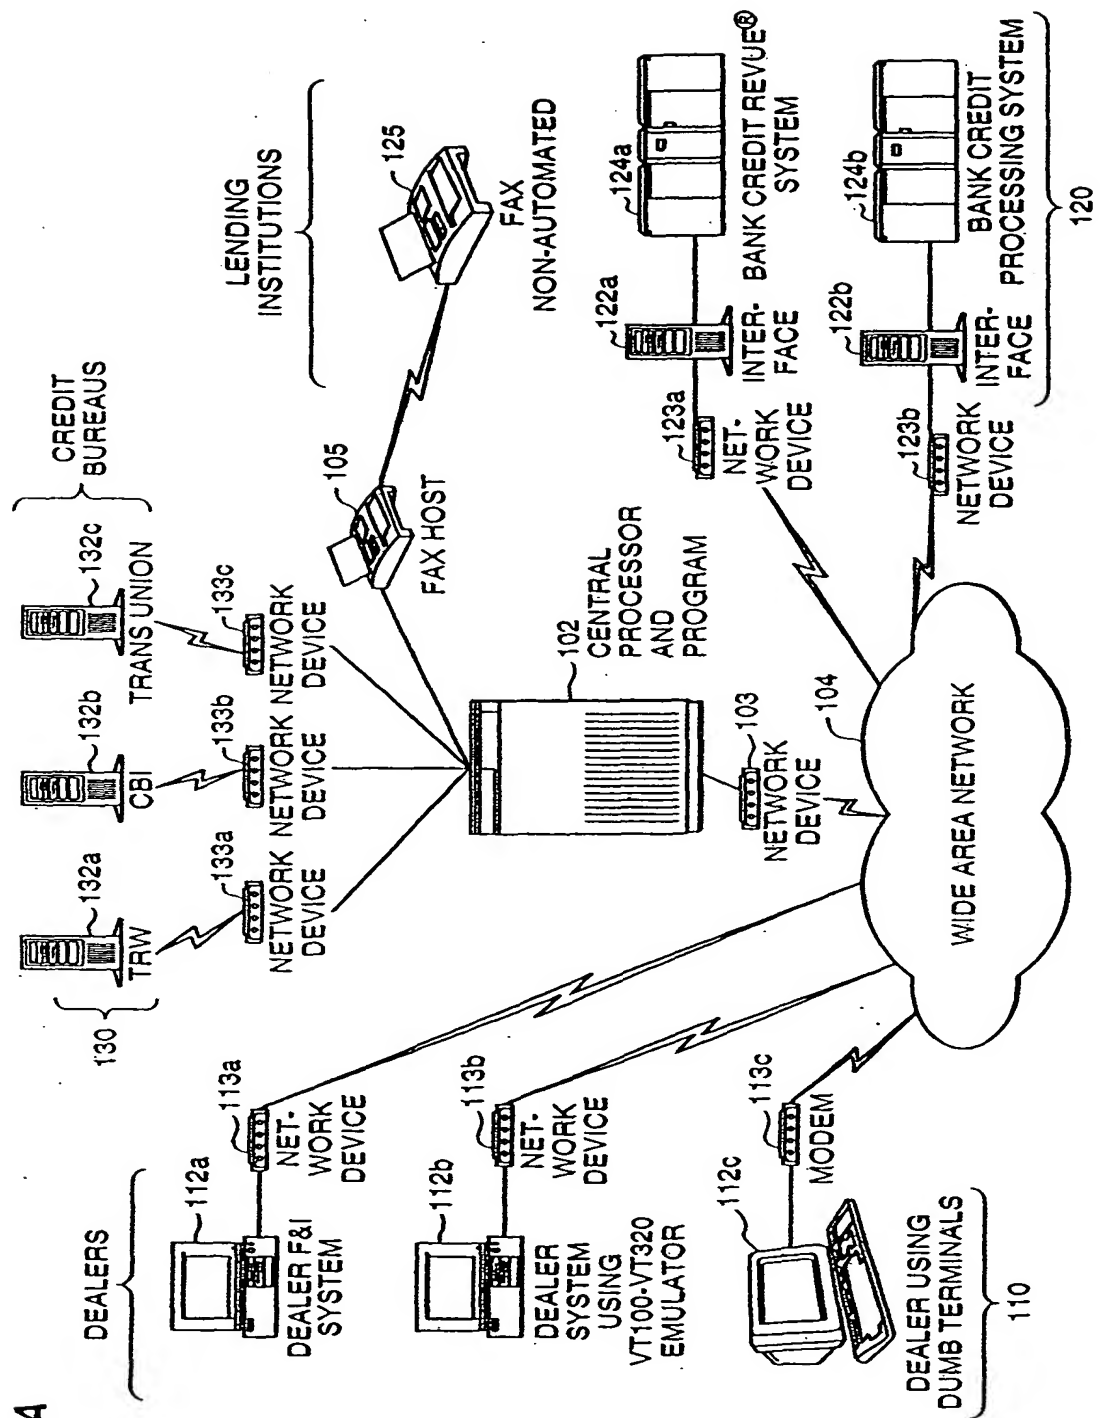 DEALERS
112a
113a
DEALER F&I
SYSTEM
NET-
WORK
DEVICE
112b
113b
DEALER
SYSTEM
USING
VT100-VT320
EMULATOR
NET-
WORK
DEVICE
112c
113c
MODEM
DEALER USING
DUMB TERMINALS
110
CREDIT
BUREAUS
130
132a
TRW
132b
CBI
132c
TRANS UNION
133a
NETWORK
DEVICE
133b
NETWORK
DEVICE
133c
NETWORK
DEVICE
105
FAX HOST
102
CENTRAL
PROCESSOR
AND
PROGRAM
103
NETWORK
DEVICE
104
WIDE AREA NETWORK
LENDING
INSTITUTIONS
125
FAX
NON-AUTOMATED
123a
NET-
WORK
DEVICE
122a
INTER-
FACE
124a
BANK CREDIT REVUE®
SYSTEM
123b
NETWORK
DEVICE
122b
INTER-
FACE
124b
BANK CREDIT
PROCESSING SYSTEM
120